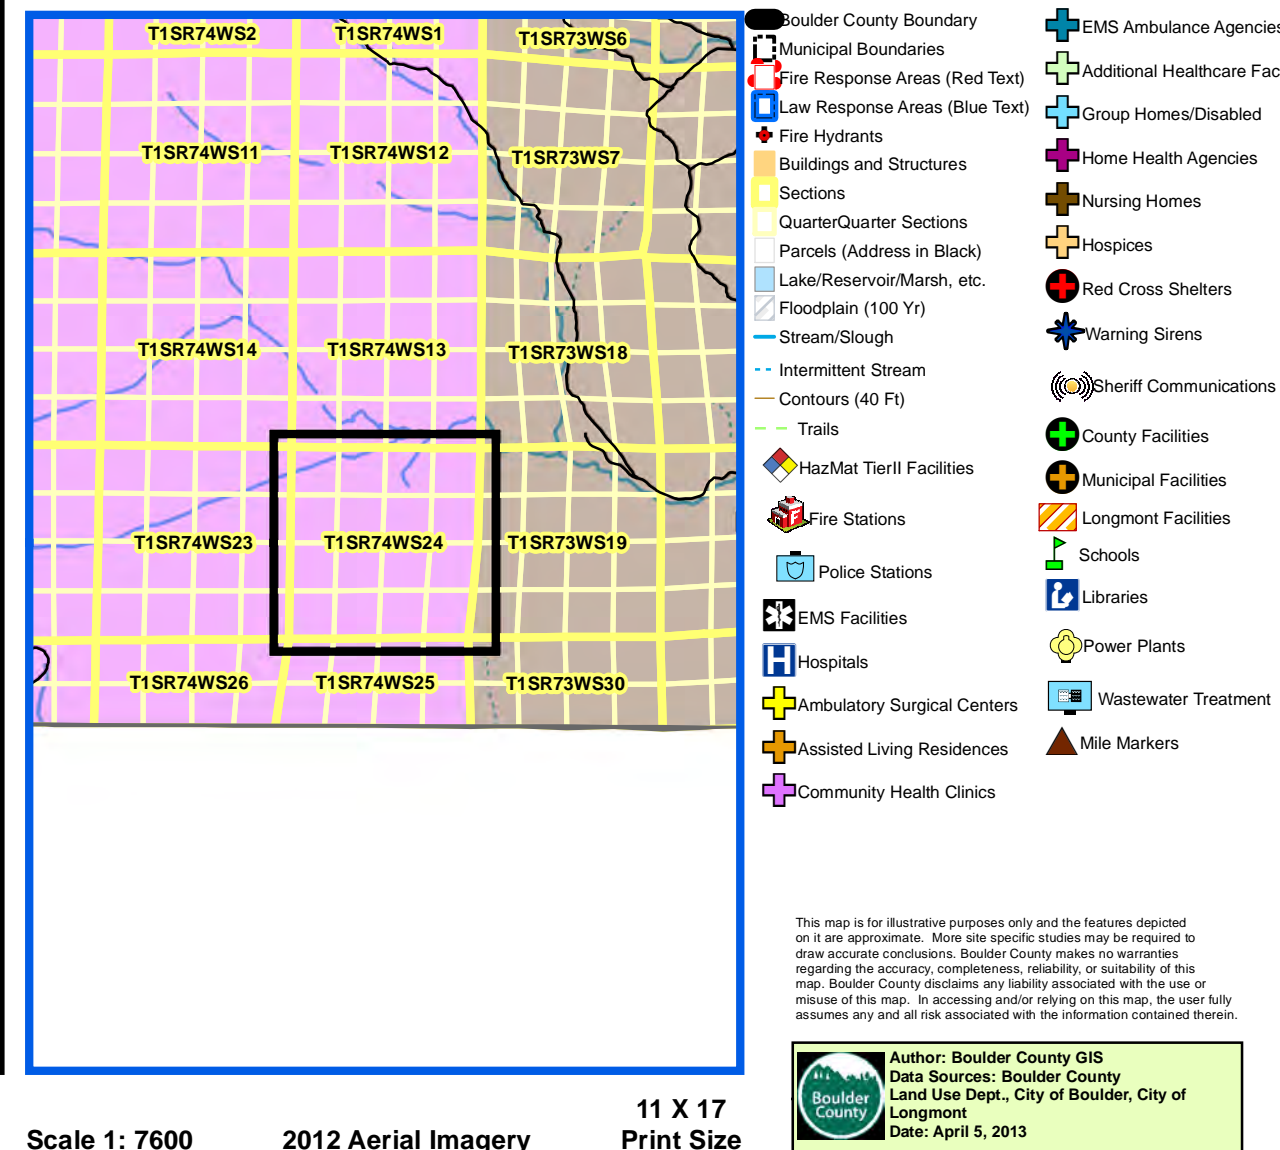 T1SR74WS2
T1SR74WS1
T1SR73WS6
T1SR74WS11
T1SR74WS12
T1SR73WS7
T1SR74WS14
T1SR74WS13
T1SR73WS18
T1SR74WS23
T1SR74WS24
T1SR73WS19
T1SR74WS26
T1SR74WS25
T1SR73WS30
Boulder County Boundary
Municipal Boundaries
Fire Response Areas (Red Text)
Law Response Areas (Blue Text)
Fire Hydrants
Buildings and Structures
Sections
QuarterQuarter Sections
Parcels (Address in Black)
Lake/Reservoir/Marsh, etc.
Floodplain (100 Yr)
Stream/Slough
Intermittent Stream
Contours (40 Ft)
Trails
HazMat TierII Facilities
Fire Stations
Police Stations
EMS Facilities
H
Hospitals
Ambulatory Surgical Centers
Assisted Living Residences
Community Health Clinics
EMS Ambulance Agencies
Additional Healthcare Fac
Group Homes/Disabled
Home Health Agencies
Nursing Homes
Hospices
Red Cross Shelters
Warning Sirens
Sheriff Communications
County Facilities
Municipal Facilities
Longmont Facilities
Schools
Libraries
Power Plants
Wastewater Treatment
Mile Markers
This map is for illustrative purposes only and the features depicted
on it are approximate. More site specific studies may be required to
draw accurate conclusions. Boulder County makes no warranties
regarding the accuracy, completeness, reliability, or suitability of this
map. Boulder County disclaims any liability associated with the use or
misuse of this map. In accessing and/or relying on this map, the user fully
assumes any and all risk associated with the information contained therein.
Boulder
County
Author: Boulder County GIS
Data Sources: Boulder County
Land Use Dept., City of Boulder, City of
Longmont
Date: April 5, 2013
Scale 1: 7600
2012 Aerial Imagery
11 X 17
Print Size